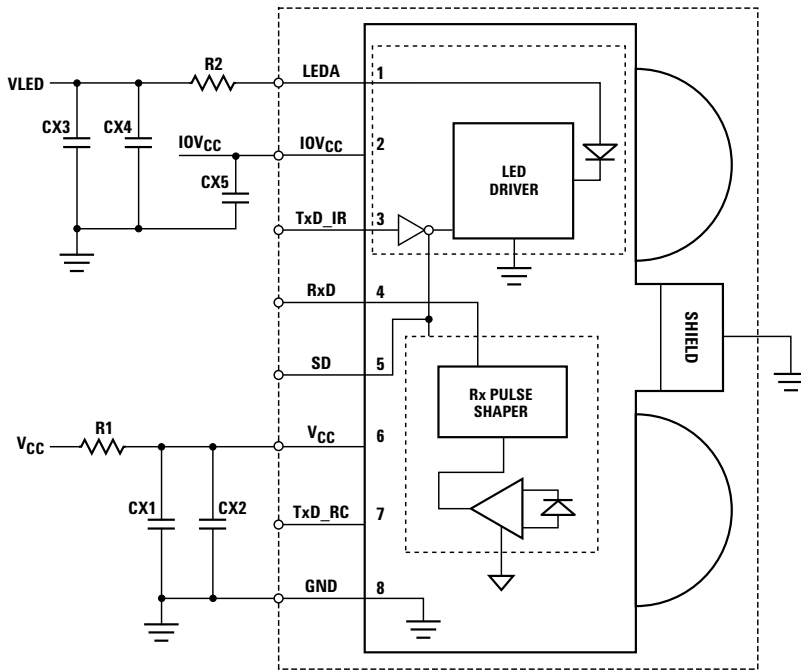 R2
LEDA
1
VLED
CX3
CX4
IOVCC
IOVCC
2
CX5
LED
DRIVER
TxD_IR
3
RxD
4
SHIELD
SD
5
Rx PULSE
SHAPER
VCC
R1
VCC
6
CX1
CX2
TxD_RC
7
GND
8